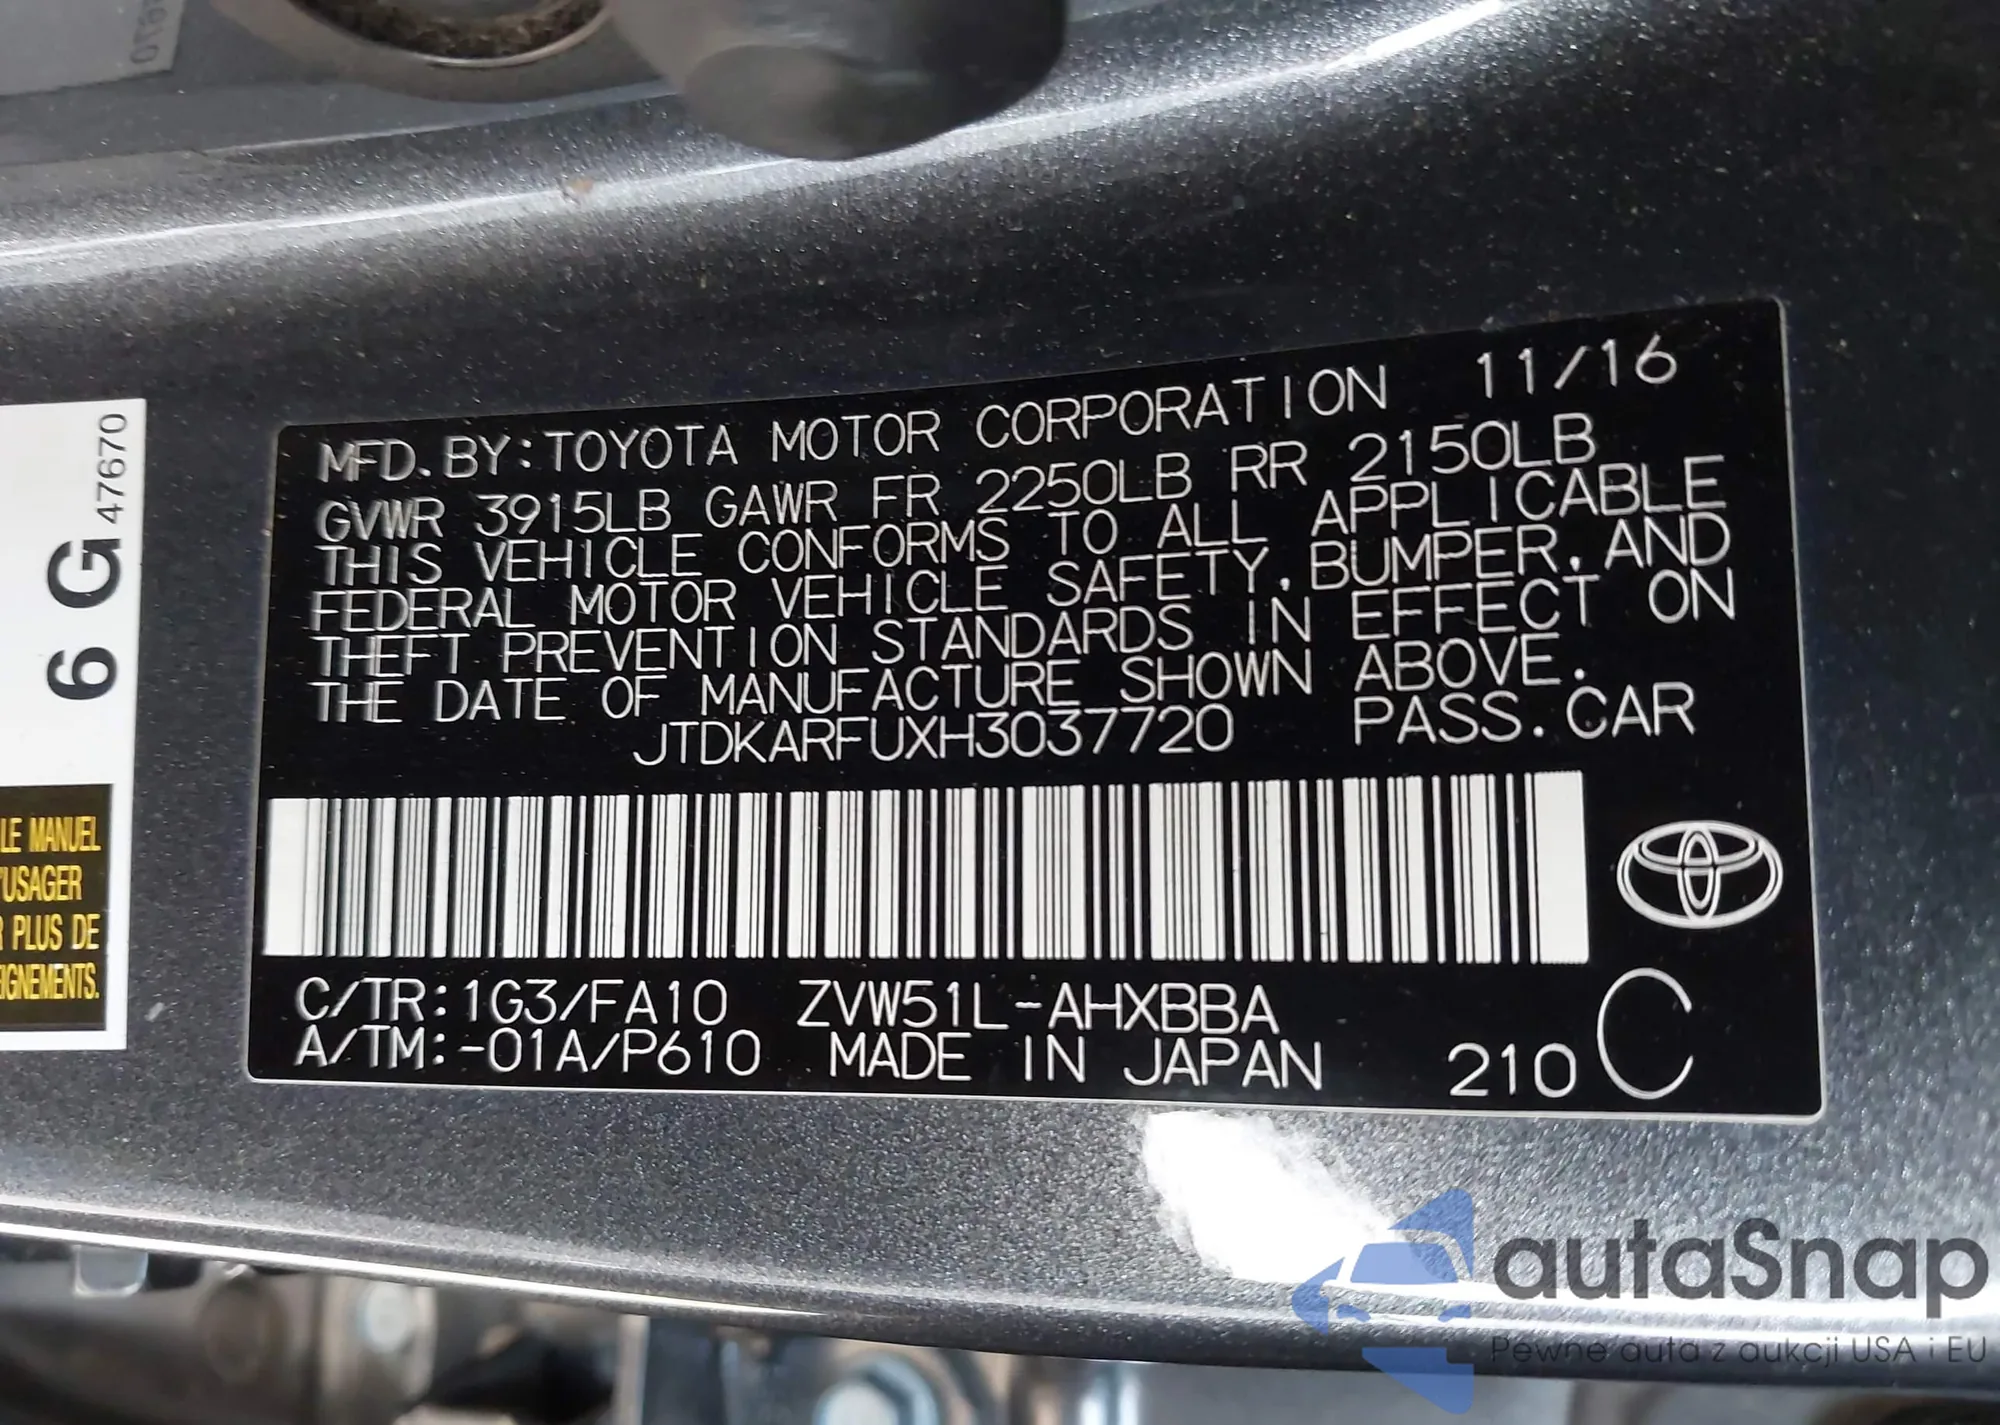 MFD. BY: TOYOTA MOTOR CORPORATION 11/16
GVWR 3915LB GAWR FR 2250LB RR 2150LB
THIS VEHICLE CONFORMS TO ALL APPLICABLE
FEDERAL MOTOR VEHICLE SAFETY, BUMPER, AND
THEFT PREVENTION STANDARDS IN EFFECT ON
THE DATE OF MANUFACTURE SHOWN ABOVE.
JTDKARFUXH3037720 PASS. CAR
C/TR: 1G3/FA10 ZVW51L-AHXBBA
A/TM: -01A/P610 MADE IN JAPAN 210 C
6 G 47670
LE MANUEL
'USAGER
R PLUS DE
EIGNEMENTS.
autaSnap
Pewne auta z aukcji USA i EU